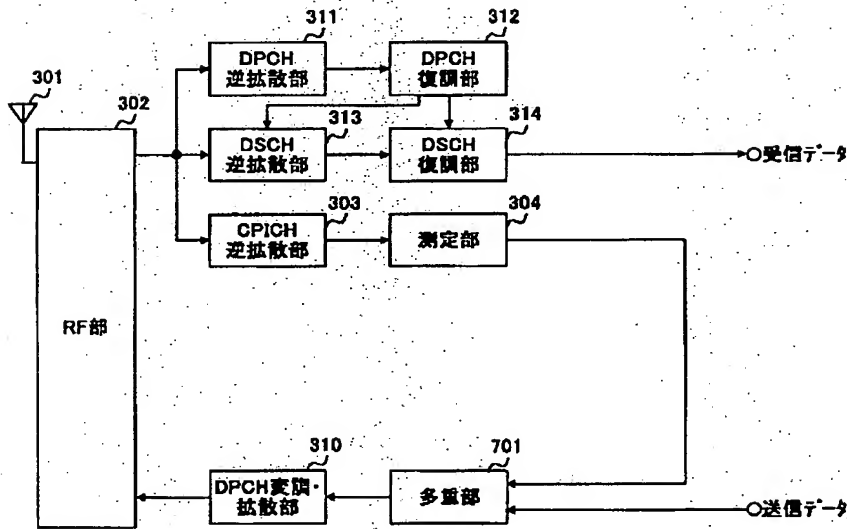 311
312
DPCH
逆拡散部
DPCH
復調部
301
302
313
314
DSCH
逆拡散部
DSCH
復調部
受信データ
303
304
CPICH
逆拡散部
測定部
RF部
310
701
DPCH変調・
拡散部
多重部
送信データ